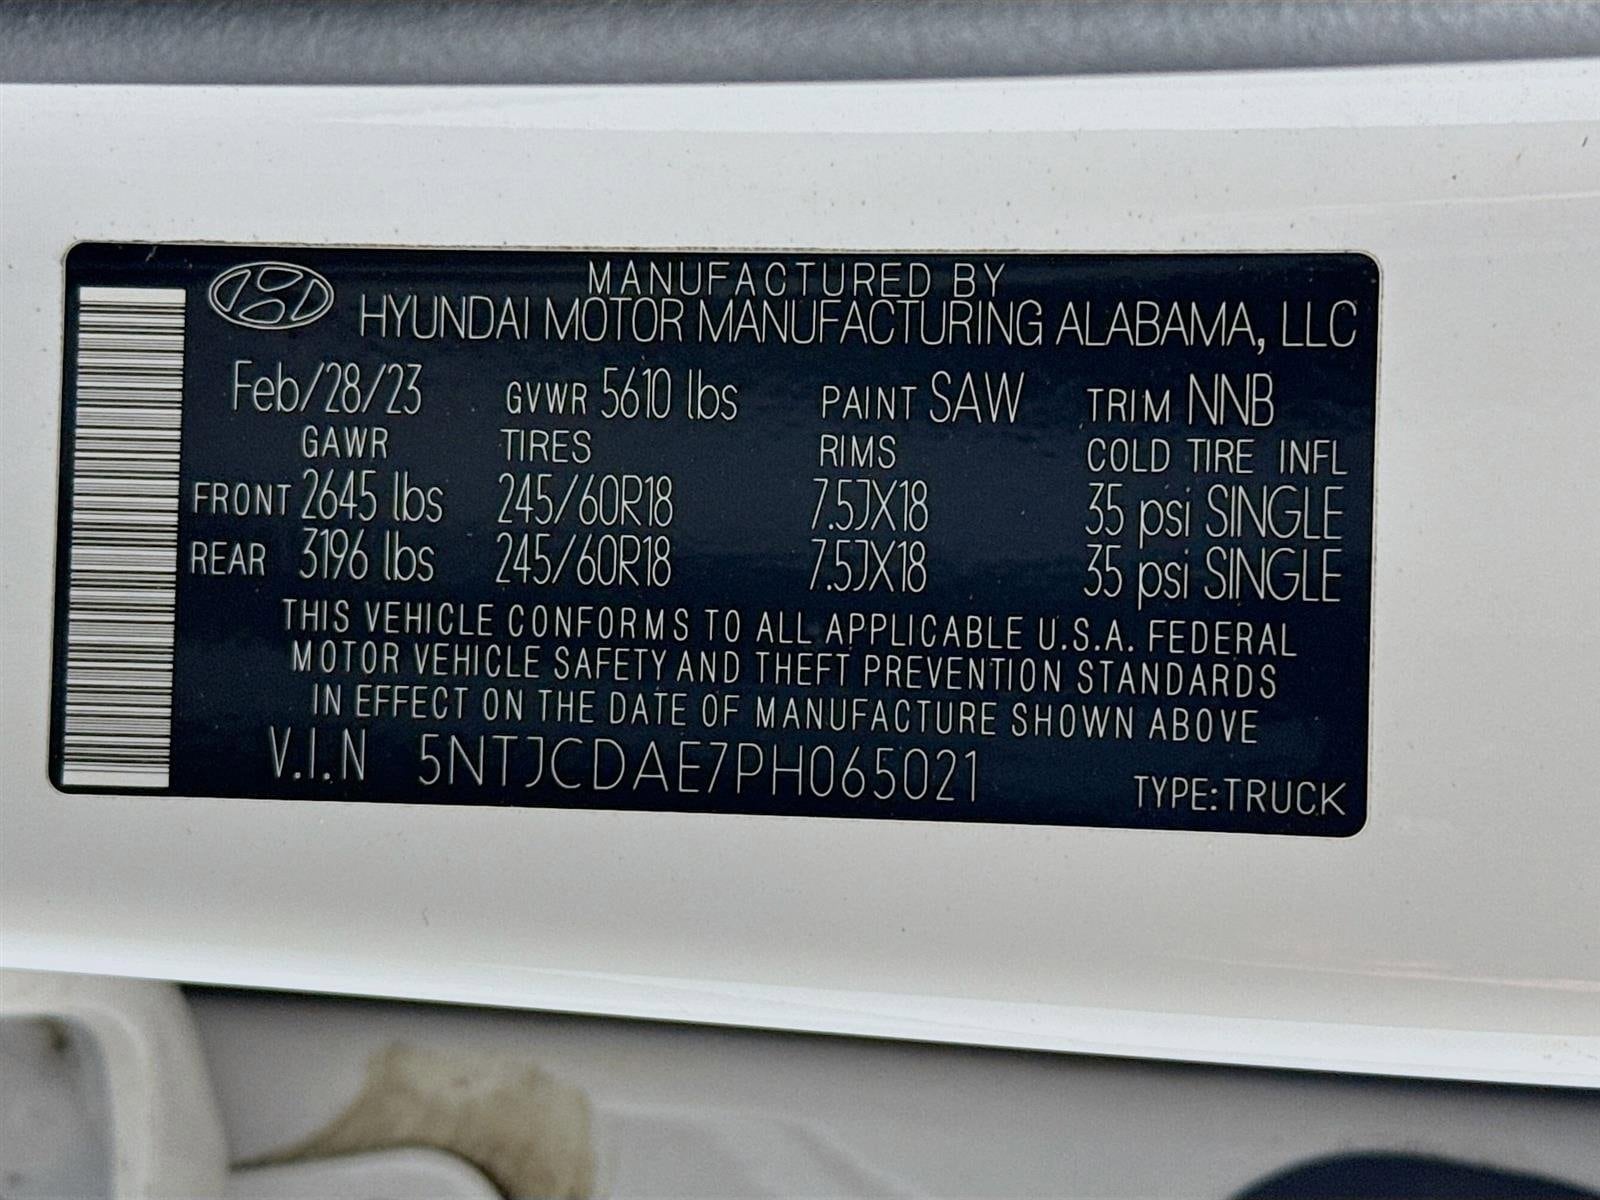 MANUFACTURED BY
HYUNDAI MOTOR MANUFACTURING ALABAMA, LLC
Feb/28/23 GVWR 5610 lbs PAINT SAW TRIM NNB
GAWR TIRES RIMS COLD TIRE INFL
FRONT 2645 lbs 245/60R18 7.5JX18 35 psi SINGLE
REAR 3196 lbs 245/60R18 7.5JX18 35 psi SINGLE
THIS VEHICLE CONFORMS TO ALL APPLICABLE U.S.A. FEDERAL
MOTOR VEHICLE SAFETY AND THEFT PREVENTION STANDARDS
IN EFFECT ON THE DATE OF MANUFACTURE SHOWN ABOVE
V.I.N 5NTJCDAE7PH065021 TYPE:TRUCK